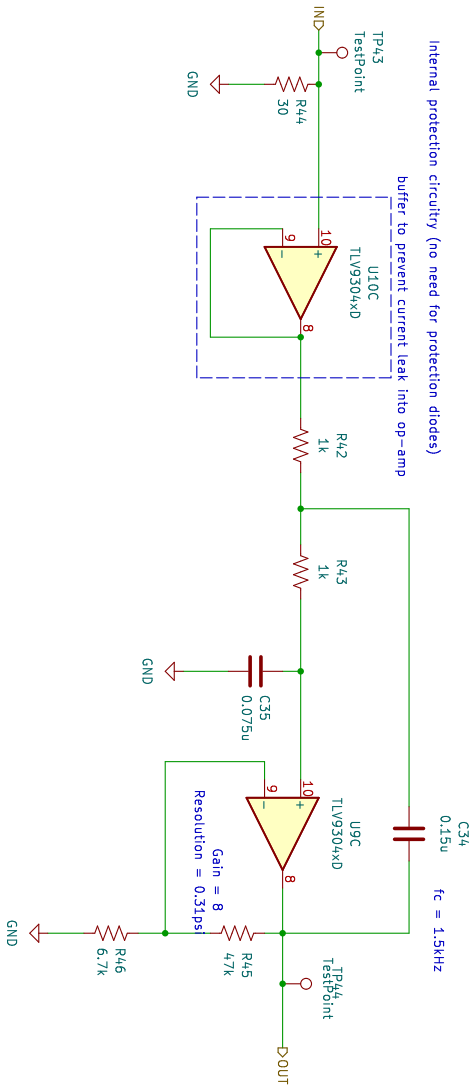 Internal protection circuitry (no need for protection diodes)
buffer to prevent current leak into op-amp
IND
TP43
TestPoint
R44
30
GND
10
9
+
-
8
U10C
TLV9304xD
R42
1k
R43
1k
C35
0.075u
GND
10
9
+
-
8
U9C
TLV9304xD
C34
0.15u
fc = 1.5kHz
Gain = 8
Resolution = 0.31psi
R45
47k
R46
6.7k
GND
TP44
TestPoint
OUT